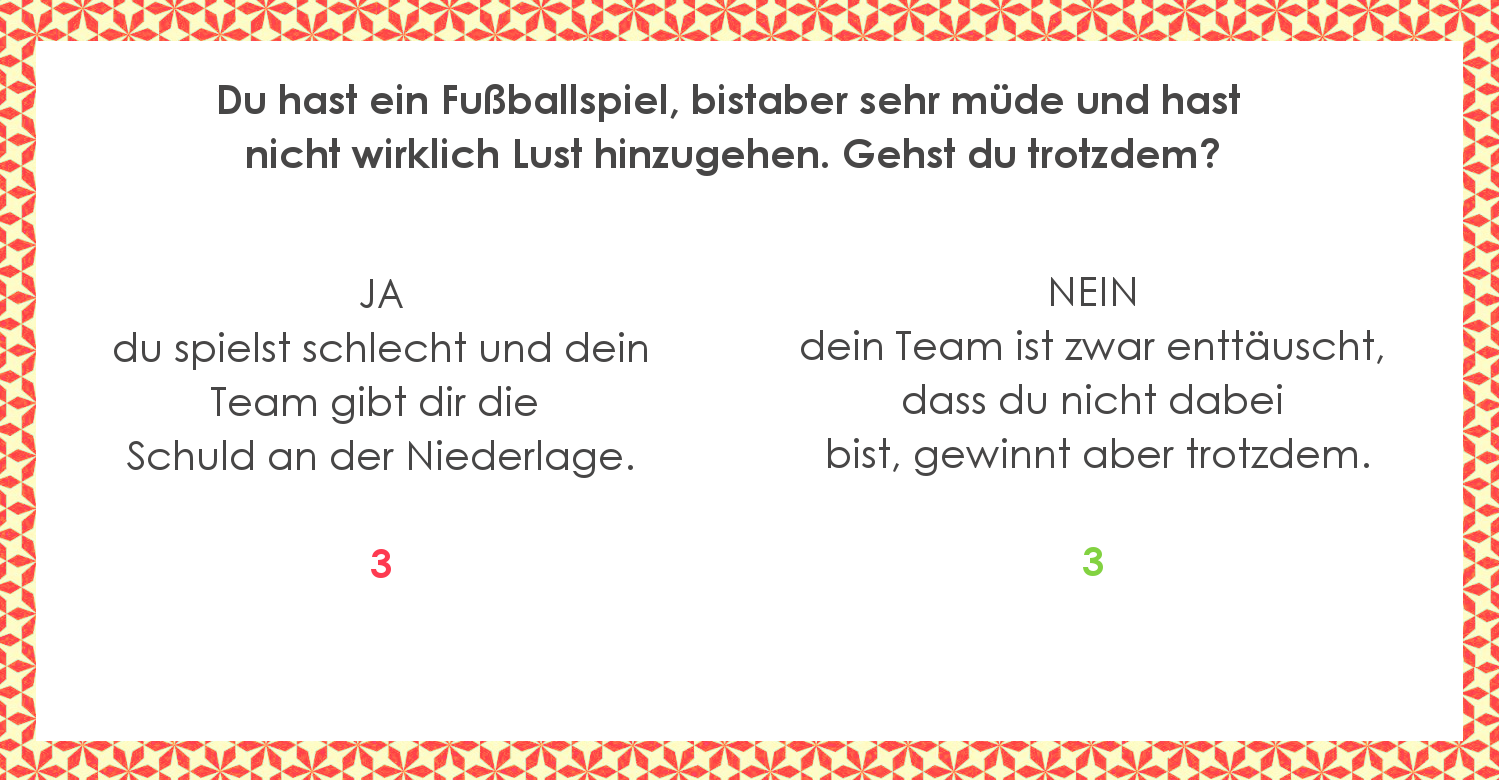 Du hast ein Fußballspiel, bistaber sehr müde und hast
nicht wirklich Lust hinzugehen. Gehst du trotzdem?
JA
du spielst schlecht und dein
Team gibt dir die
Schuld an der Niederlage.
3
NEIN
dein Team ist zwar enttäuscht,
dass du nicht dabei
bist, gewinnt aber trotzdem.
3